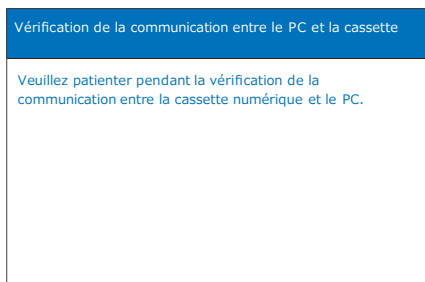 Vérification de la communication entre le PC et la cassette
Veuillez patienter pendant la vérification de la
communication entre la cassette numérique et le PC.